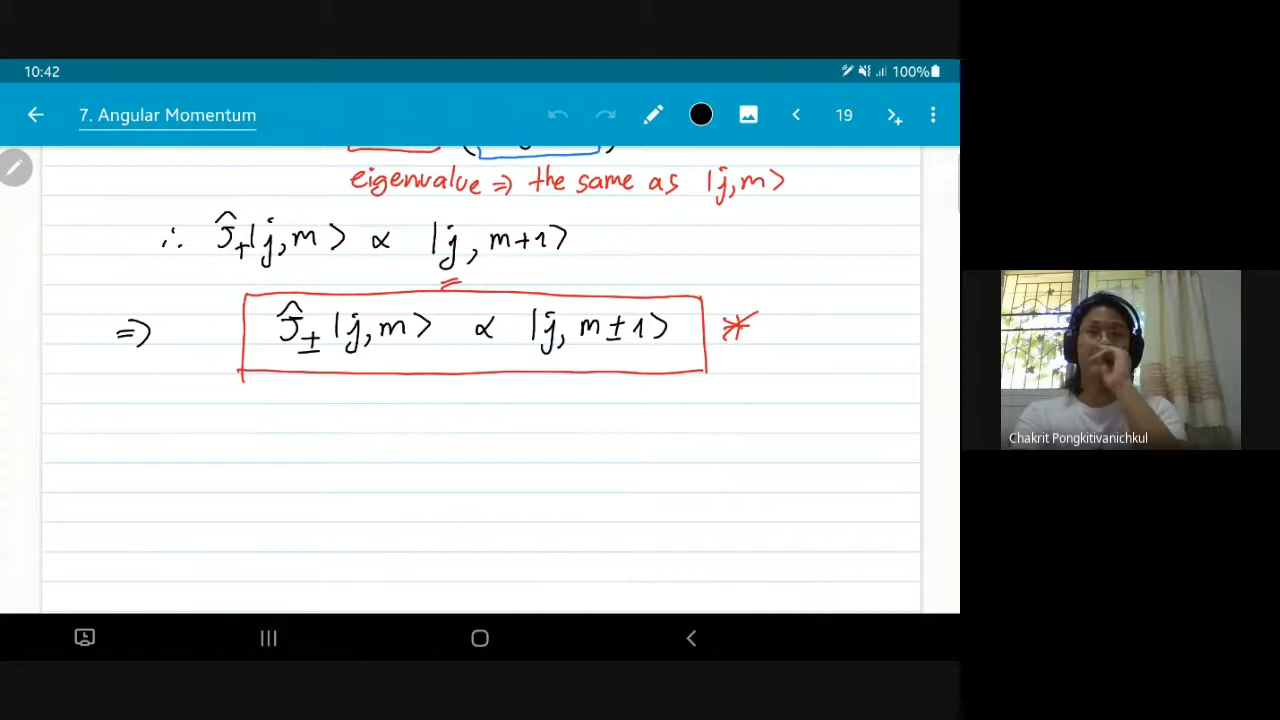 10:42
100%
7. Angular Momentum
19
eigenvalue ⇒ the same as |j,m⟩
∴ Ĵ₊|j,m⟩ ∝ |j, m+1⟩
⇒ Ĵ± |j,m⟩ ∝ |j, m±1⟩ *
Chakrit Pongkitivanichkul